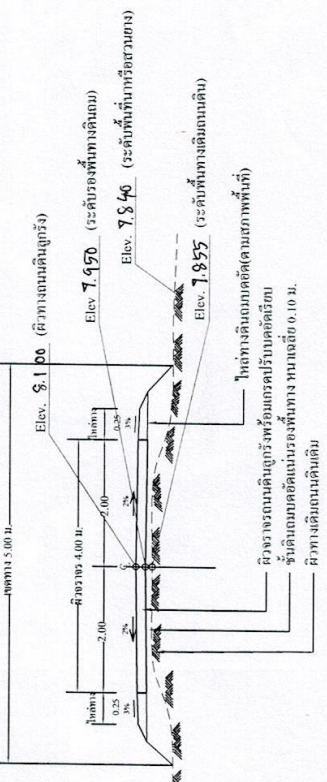 เขตทาง 5.00 ม.
ผิวจราจร 4.00 ม.
ไหล่ทาง
2.00
2.00
ไหล่ทาง
0.25
3%
2%
2%
0.25
3%
Elev. 8.100 (ผิวทางถนนดินลูกรัง)
Elev 7.950 (ระดับรองพื้นทางดินถม)
Elev. 7.840 (ระดับพื้นที่นาหรือสวนยาง)
Elev. 7.855 (ระดับพื้นทางเดิมถนนดิน)
ไหล่ทางดินถมบดอัด(ตามสภาพพื้นที่)
ผิวจราจรถนนดินลูกรังพร้อมเกรดปรับบดอัดเรียบ
ชั้นดินถมบดอัดแน่นรองพื้นทาง หนาเฉลี่ย 0.10 ม.
ผิวทางเดิมถนนดินเดิม